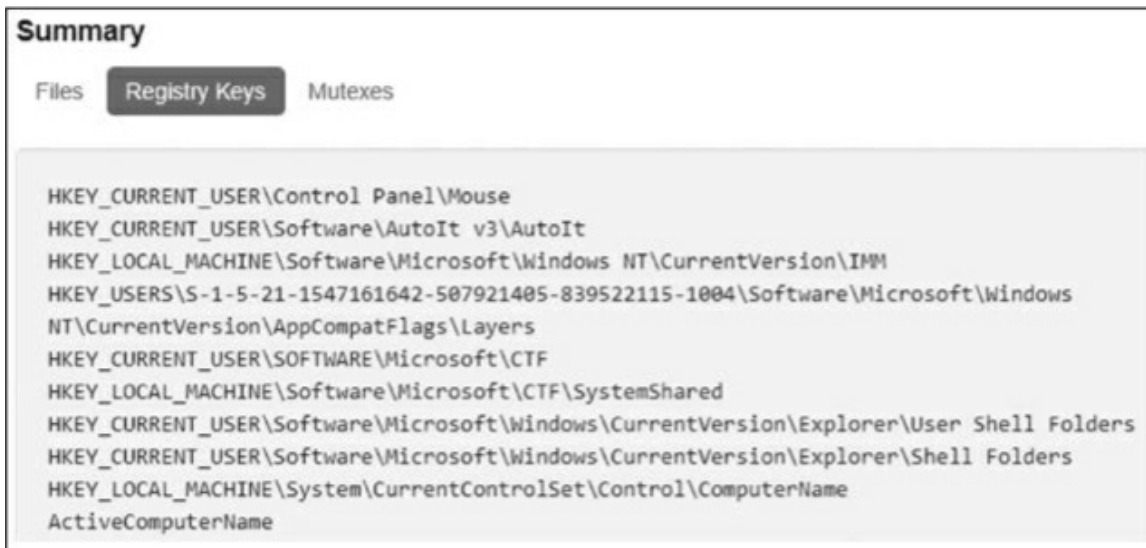 Summary
Files Registry Keys Mutexes
HKEY_CURRENT_USER\Control Panel\Mouse
HKEY_CURRENT_USER\Software\AutoIt v3\AutoIt
HKEY_LOCAL_MACHINE\Software\Microsoft\Windows NT\CurrentVersion\IMM
HKEY_USERS\S-1-5-21-1547161642-507921405-839522115-1004\Software\Microsoft\Windows
NT\CurrentVersion\AppCompatFlags\Layers
HKEY_CURRENT_USER\SOFTWARE\Microsoft\CTF
HKEY_LOCAL_MACHINE\Software\Microsoft\CTF\SystemShared
HKEY_CURRENT_USER\Software\Microsoft\Windows\CurrentVersion\Explorer\User Shell Folders
HKEY_CURRENT_USER\Software\Microsoft\Windows\CurrentVersion\Explorer\Shell Folders
HKEY_LOCAL_MACHINE\System\CurrentControlSet\Control\ComputerName
ActiveComputerName